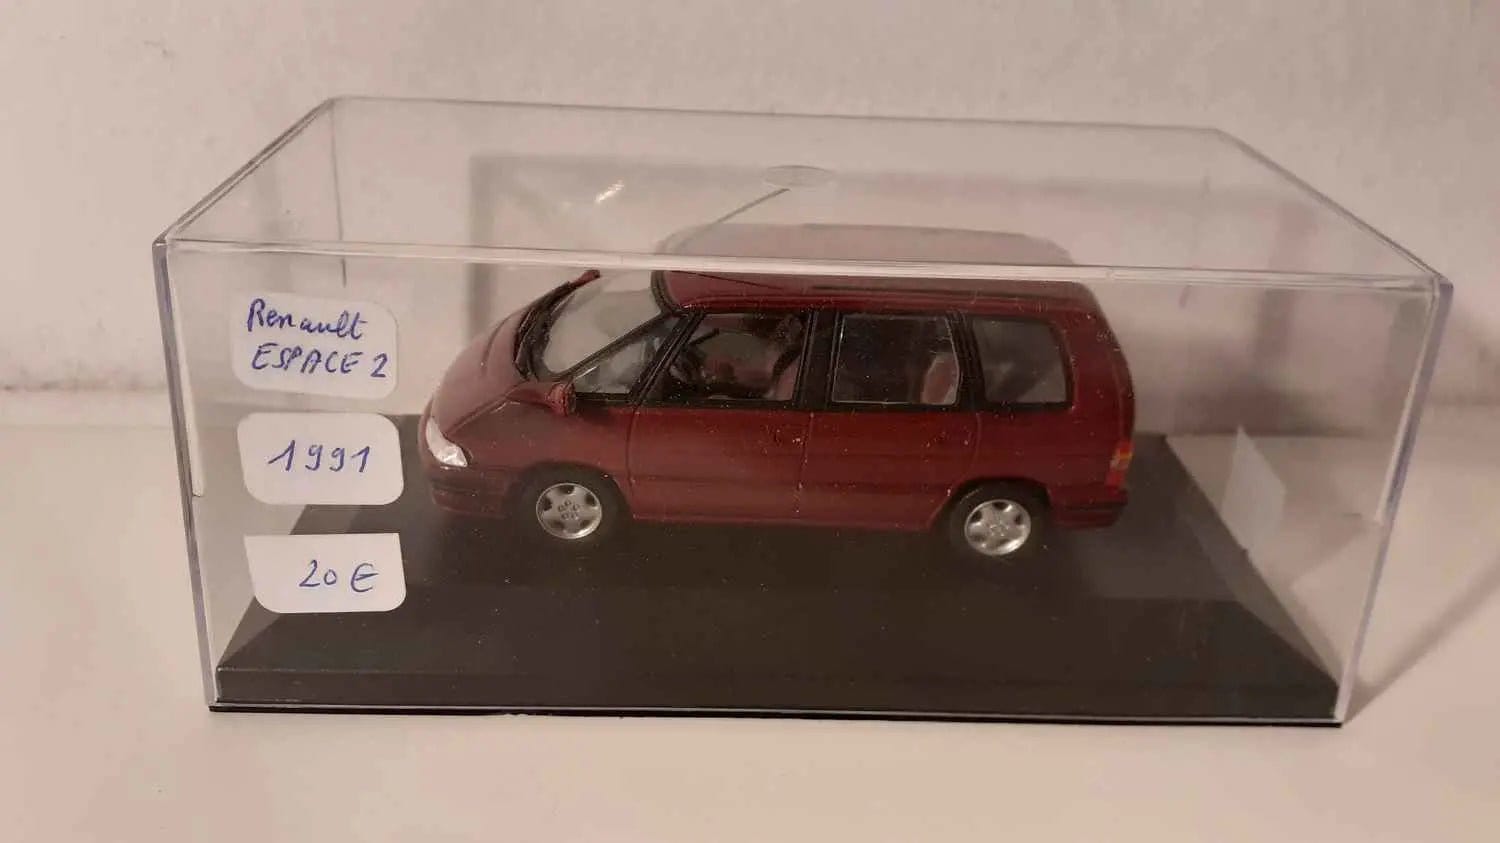 Renault
ESPACE 2
1991
20 €